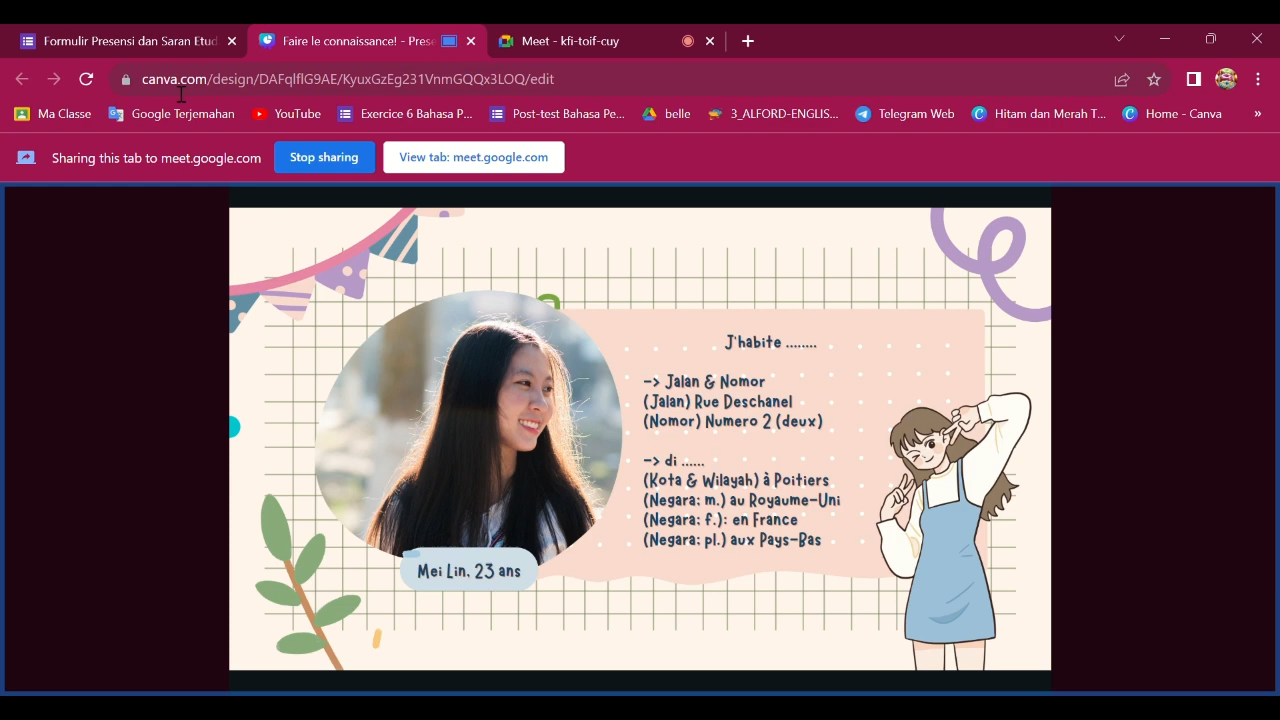 Formulir Presensi dan Saran Etud
Faire le connaissance! - Prese
Meet - kfi-toif-cuy
canva.com/design/DAFqlflG9AE/KyuxGzEg231VnmGQQx3LOQ/edit
Ma Classe
Google Terjemahan
YouTube
Exercice 6 Bahasa P...
Post-test Bahasa Pe...
belle
3_ALFORD-ENGLIS...
Telegram Web
Hitam dan Merah T...
Home - Canva
»
Sharing this tab to meet.google.com
Stop sharing
View tab: meet.google.com
J'habite ........
-> Jalan & Nomor
(Jalan) Rue Deschanel
(Nomor) Numero 2 (deux)
-> di ......
(Kota & Wilayah) à Poitiers
(Negara: m.) au Royaume-Uni
(Negara: f.): en France
(Negara: pl.) aux Pays-Bas
Mei Lin, 23 ans